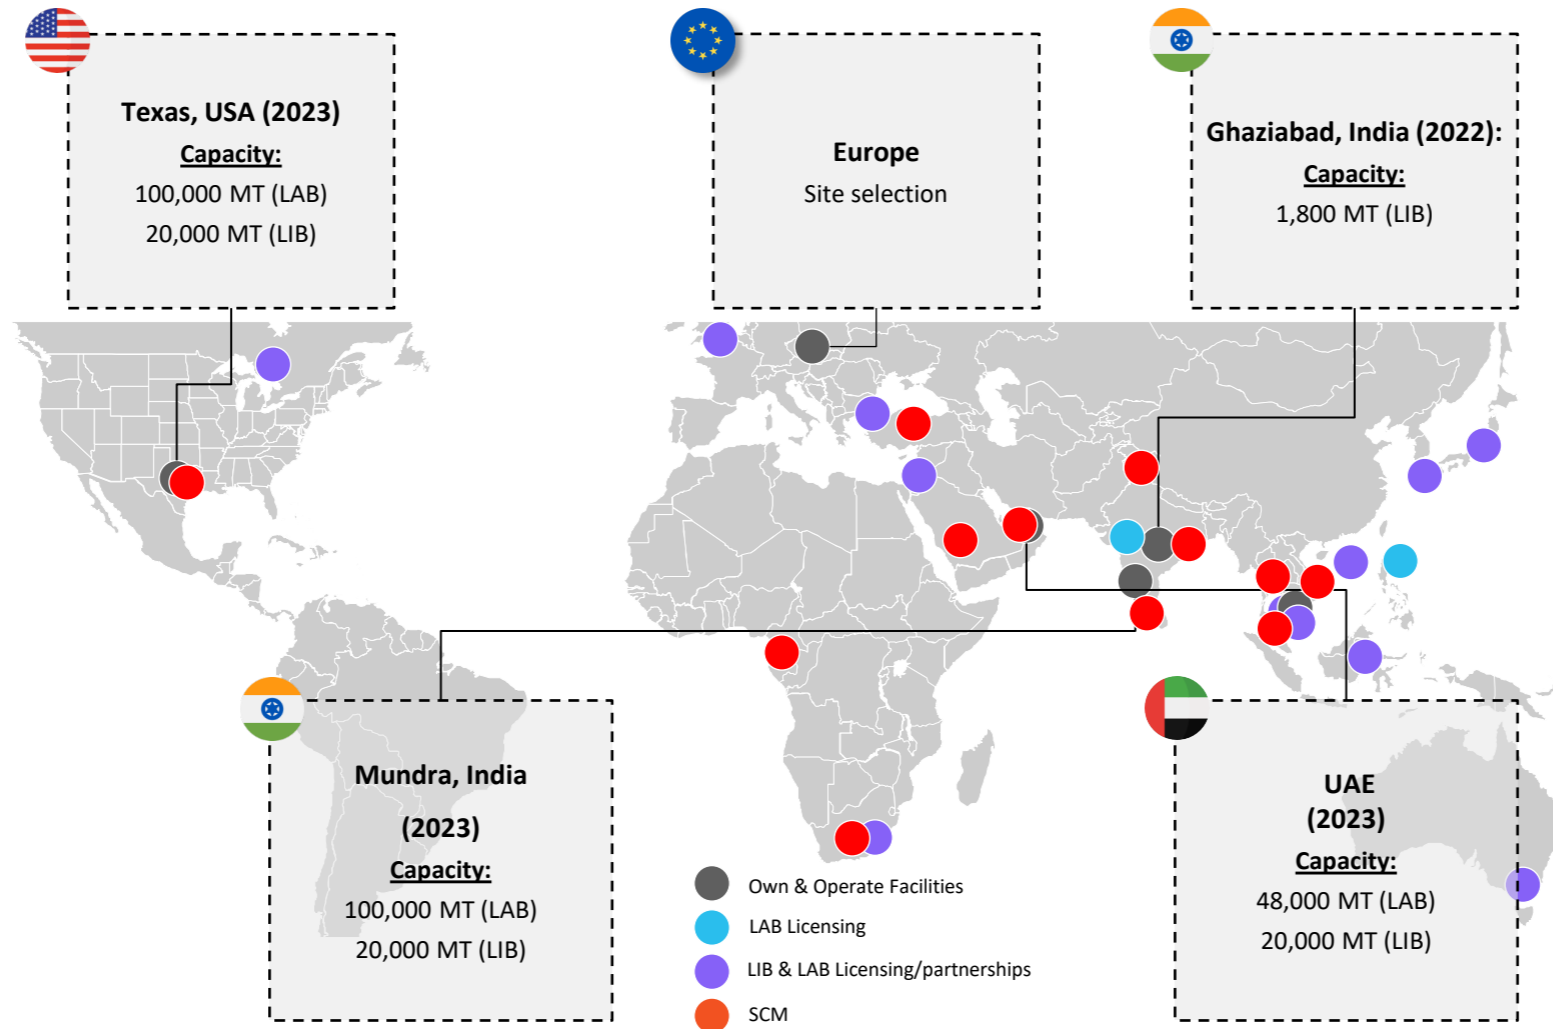 Texas, USA (2023)
Capacity:
100,000 MT (LAB)
20,000 MT (LIB)
Europe
Site selection
Ghaziabad, India (2022):
Capacity:
1,800 MT (LIB)
Mundra, India
(2023)
Capacity:
100,000 MT (LAB)
20,000 MT (LIB)
UAE
(2023)
Capacity:
48,000 MT (LAB)
20,000 MT (LIB)
Own & Operate Facilities
LAB Licensing
LIB & LAB Licensing/partnerships
SCM